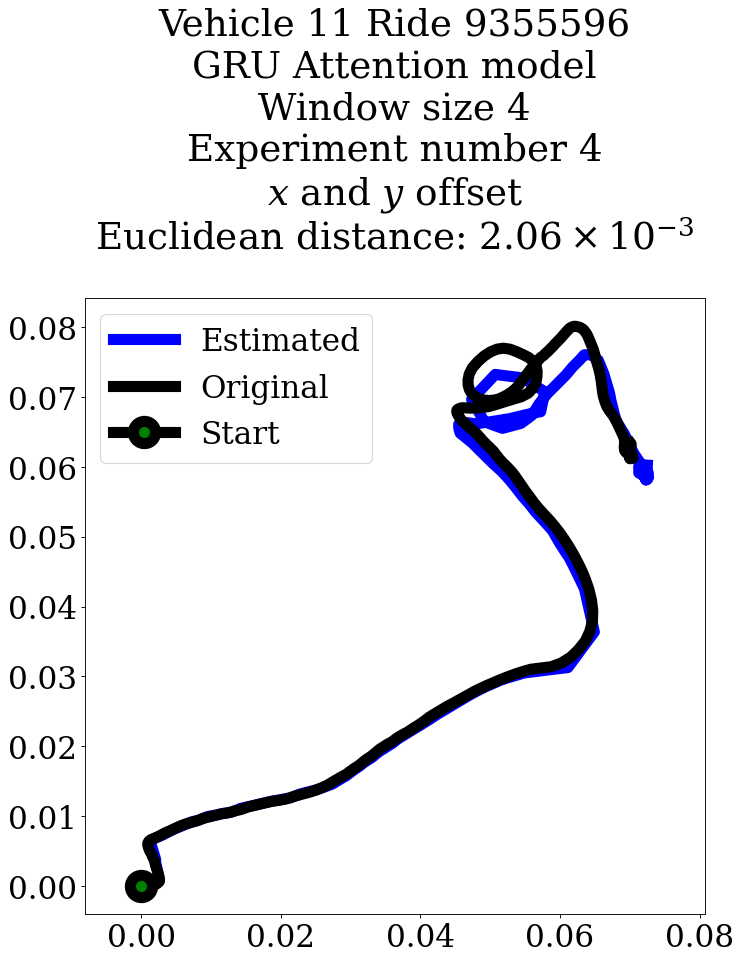 Vehicle 11 Ride 9355596
GRU Attention model
Window size 4
Experiment number 4
x and y offset
Euclidean distance: 2.06 × 10⁻³
Estimated
Original
Start
0.08
0.07
0.06
0.05
0.04
0.03
0.02
0.01
0.00
0.00 0.02 0.04 0.06 0.08